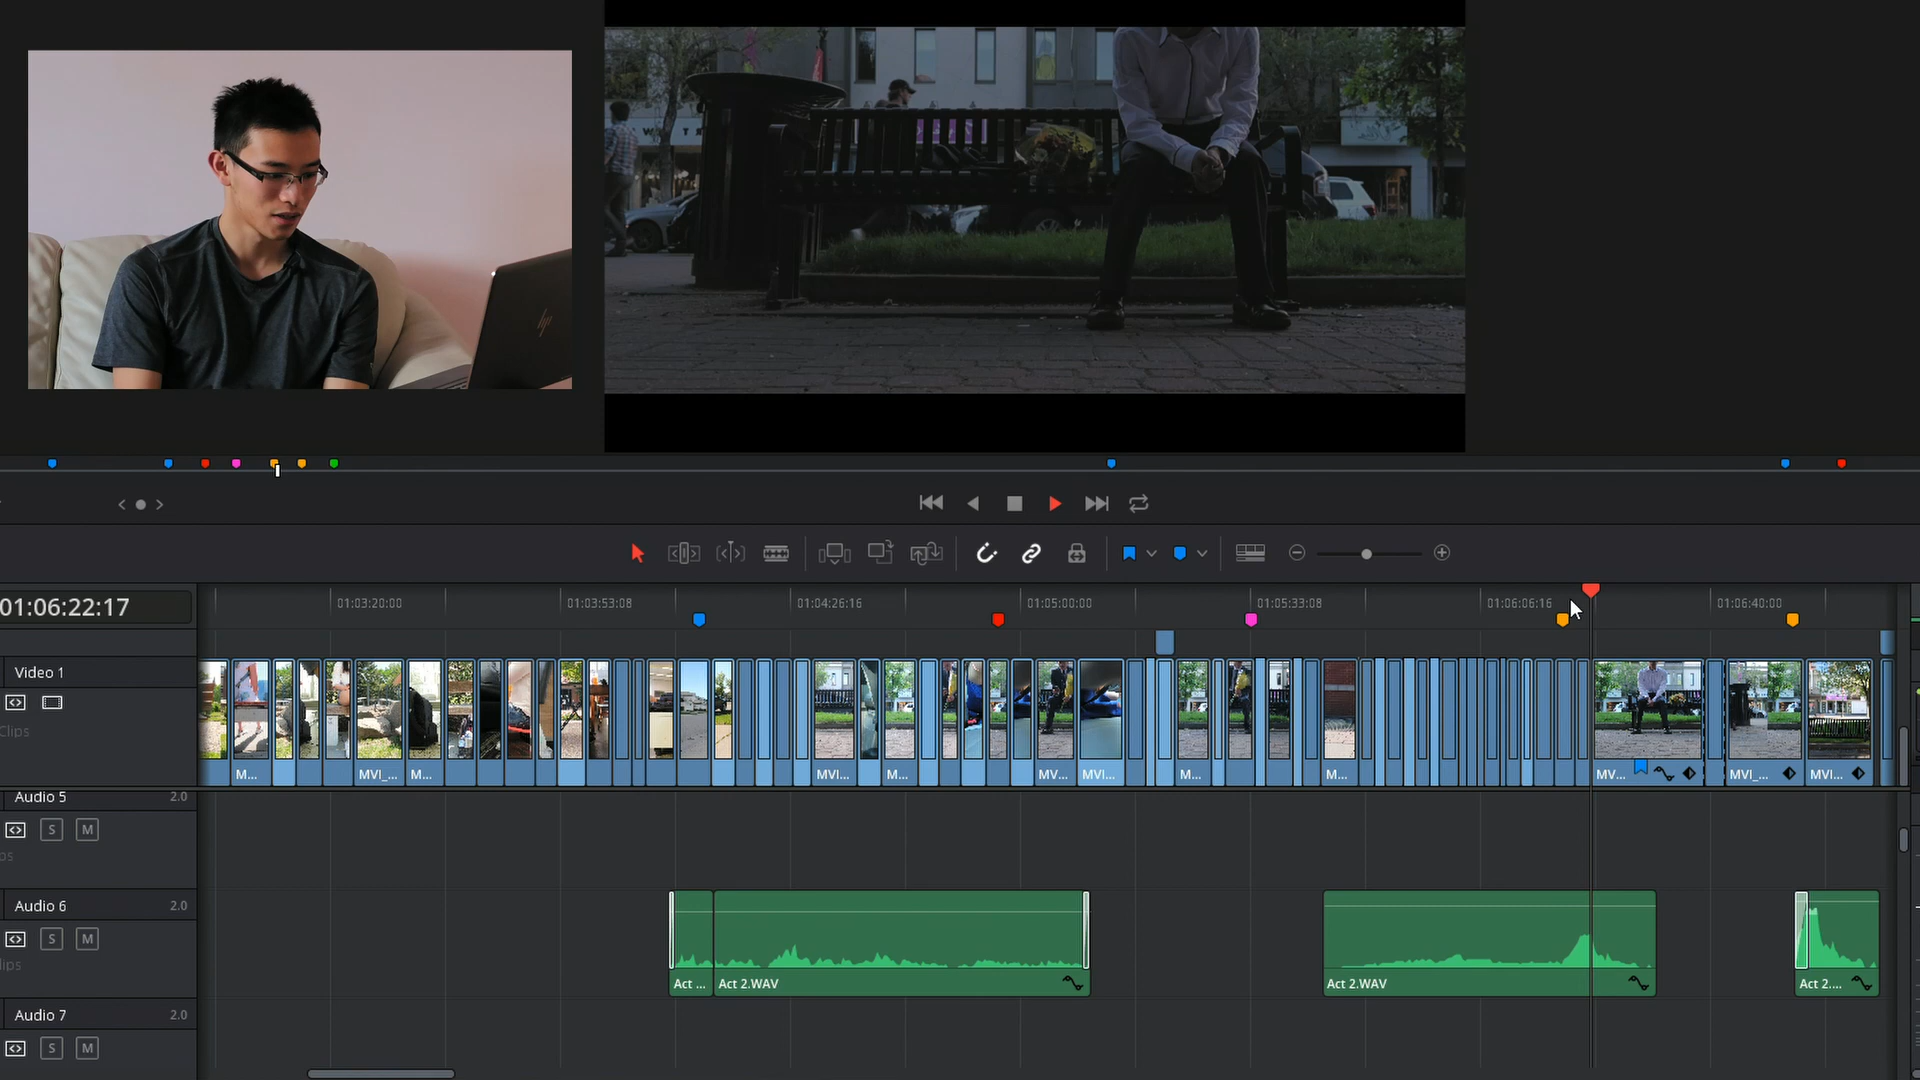 hp
01:06:22:17
01:03:20:00
01:03:53:08
01:04:26:16
01:05:00:00
01:05:33:08
01:06:06:16
01:06:40:00
Video 1
Clips
M...
MVI_...
M...
MVI...
M...
MV...
MVI...
M...
M...
MV...
MVI_...
MVI...
Audio 5 2.0
S M
ps
Audio 6 2.0
S M
lips
Act ...
Act 2.WAV
Act 2.WAV
Act 2....
Audio 7 2.0
S M